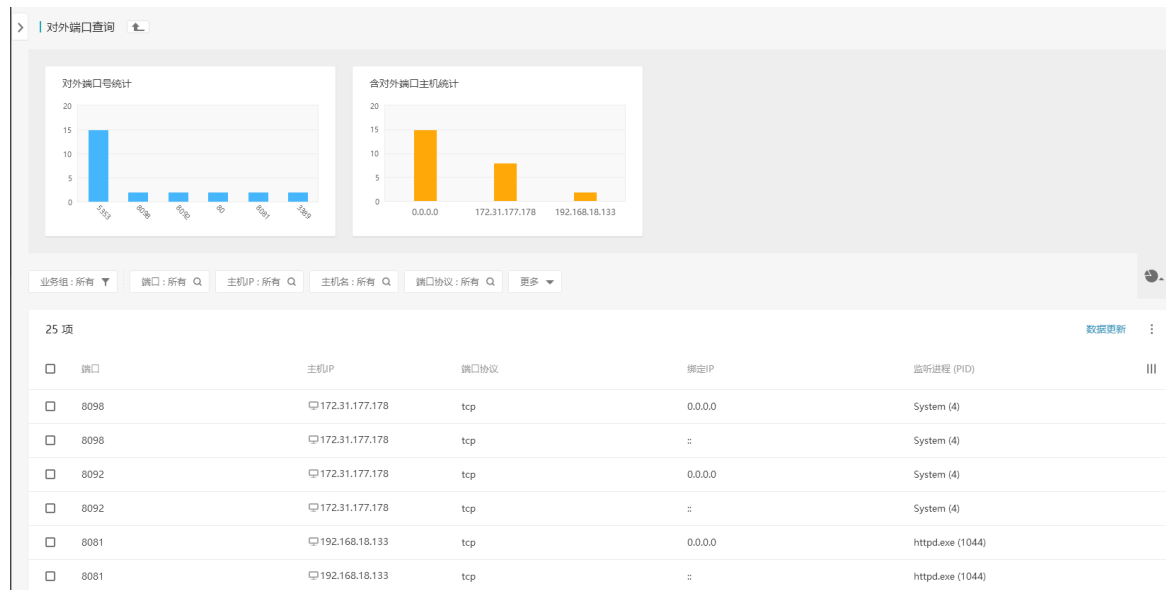 对外端口查询
对外端口号统计
20
15
10
5
0
5353 8098 8092 80 8081 3389
含对外端口主机统计
20
15
10
5
0
0.0.0.0 172.31.177.178 192.168.18.133
业务组 : 所有 端口 : 所有 主机IP : 所有 主机名 : 所有 端口协议 : 所有 更多
25 项 数据更新
端口 主机IP 端口协议 绑定IP 监听进程 (PID)
8098 172.31.177.178 tcp 0.0.0.0 System (4)
8098 172.31.177.178 tcp :: System (4)
8092 172.31.177.178 tcp 0.0.0.0 System (4)
8092 172.31.177.178 tcp :: System (4)
8081 192.168.18.133 tcp 0.0.0.0 httpd.exe (1044)
8081 192.168.18.133 tcp :: httpd.exe (1044)